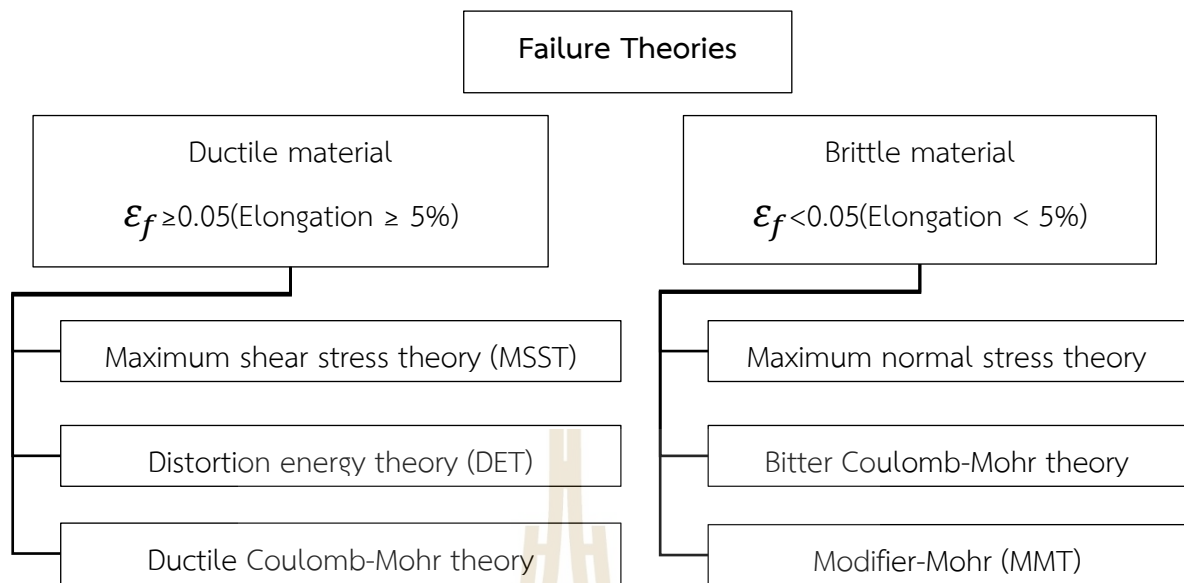 Failure Theories
Ductile material
ε_f ≥0.05(Elongation ≥ 5%)
Maximum shear stress theory (MSST)
Distortion energy theory (DET)
Ductile Coulomb-Mohr theory
Brittle material
ε_f <0.05(Elongation < 5%)
Maximum normal stress theory
Bitter Coulomb-Mohr theory
Modifier-Mohr (MMT)